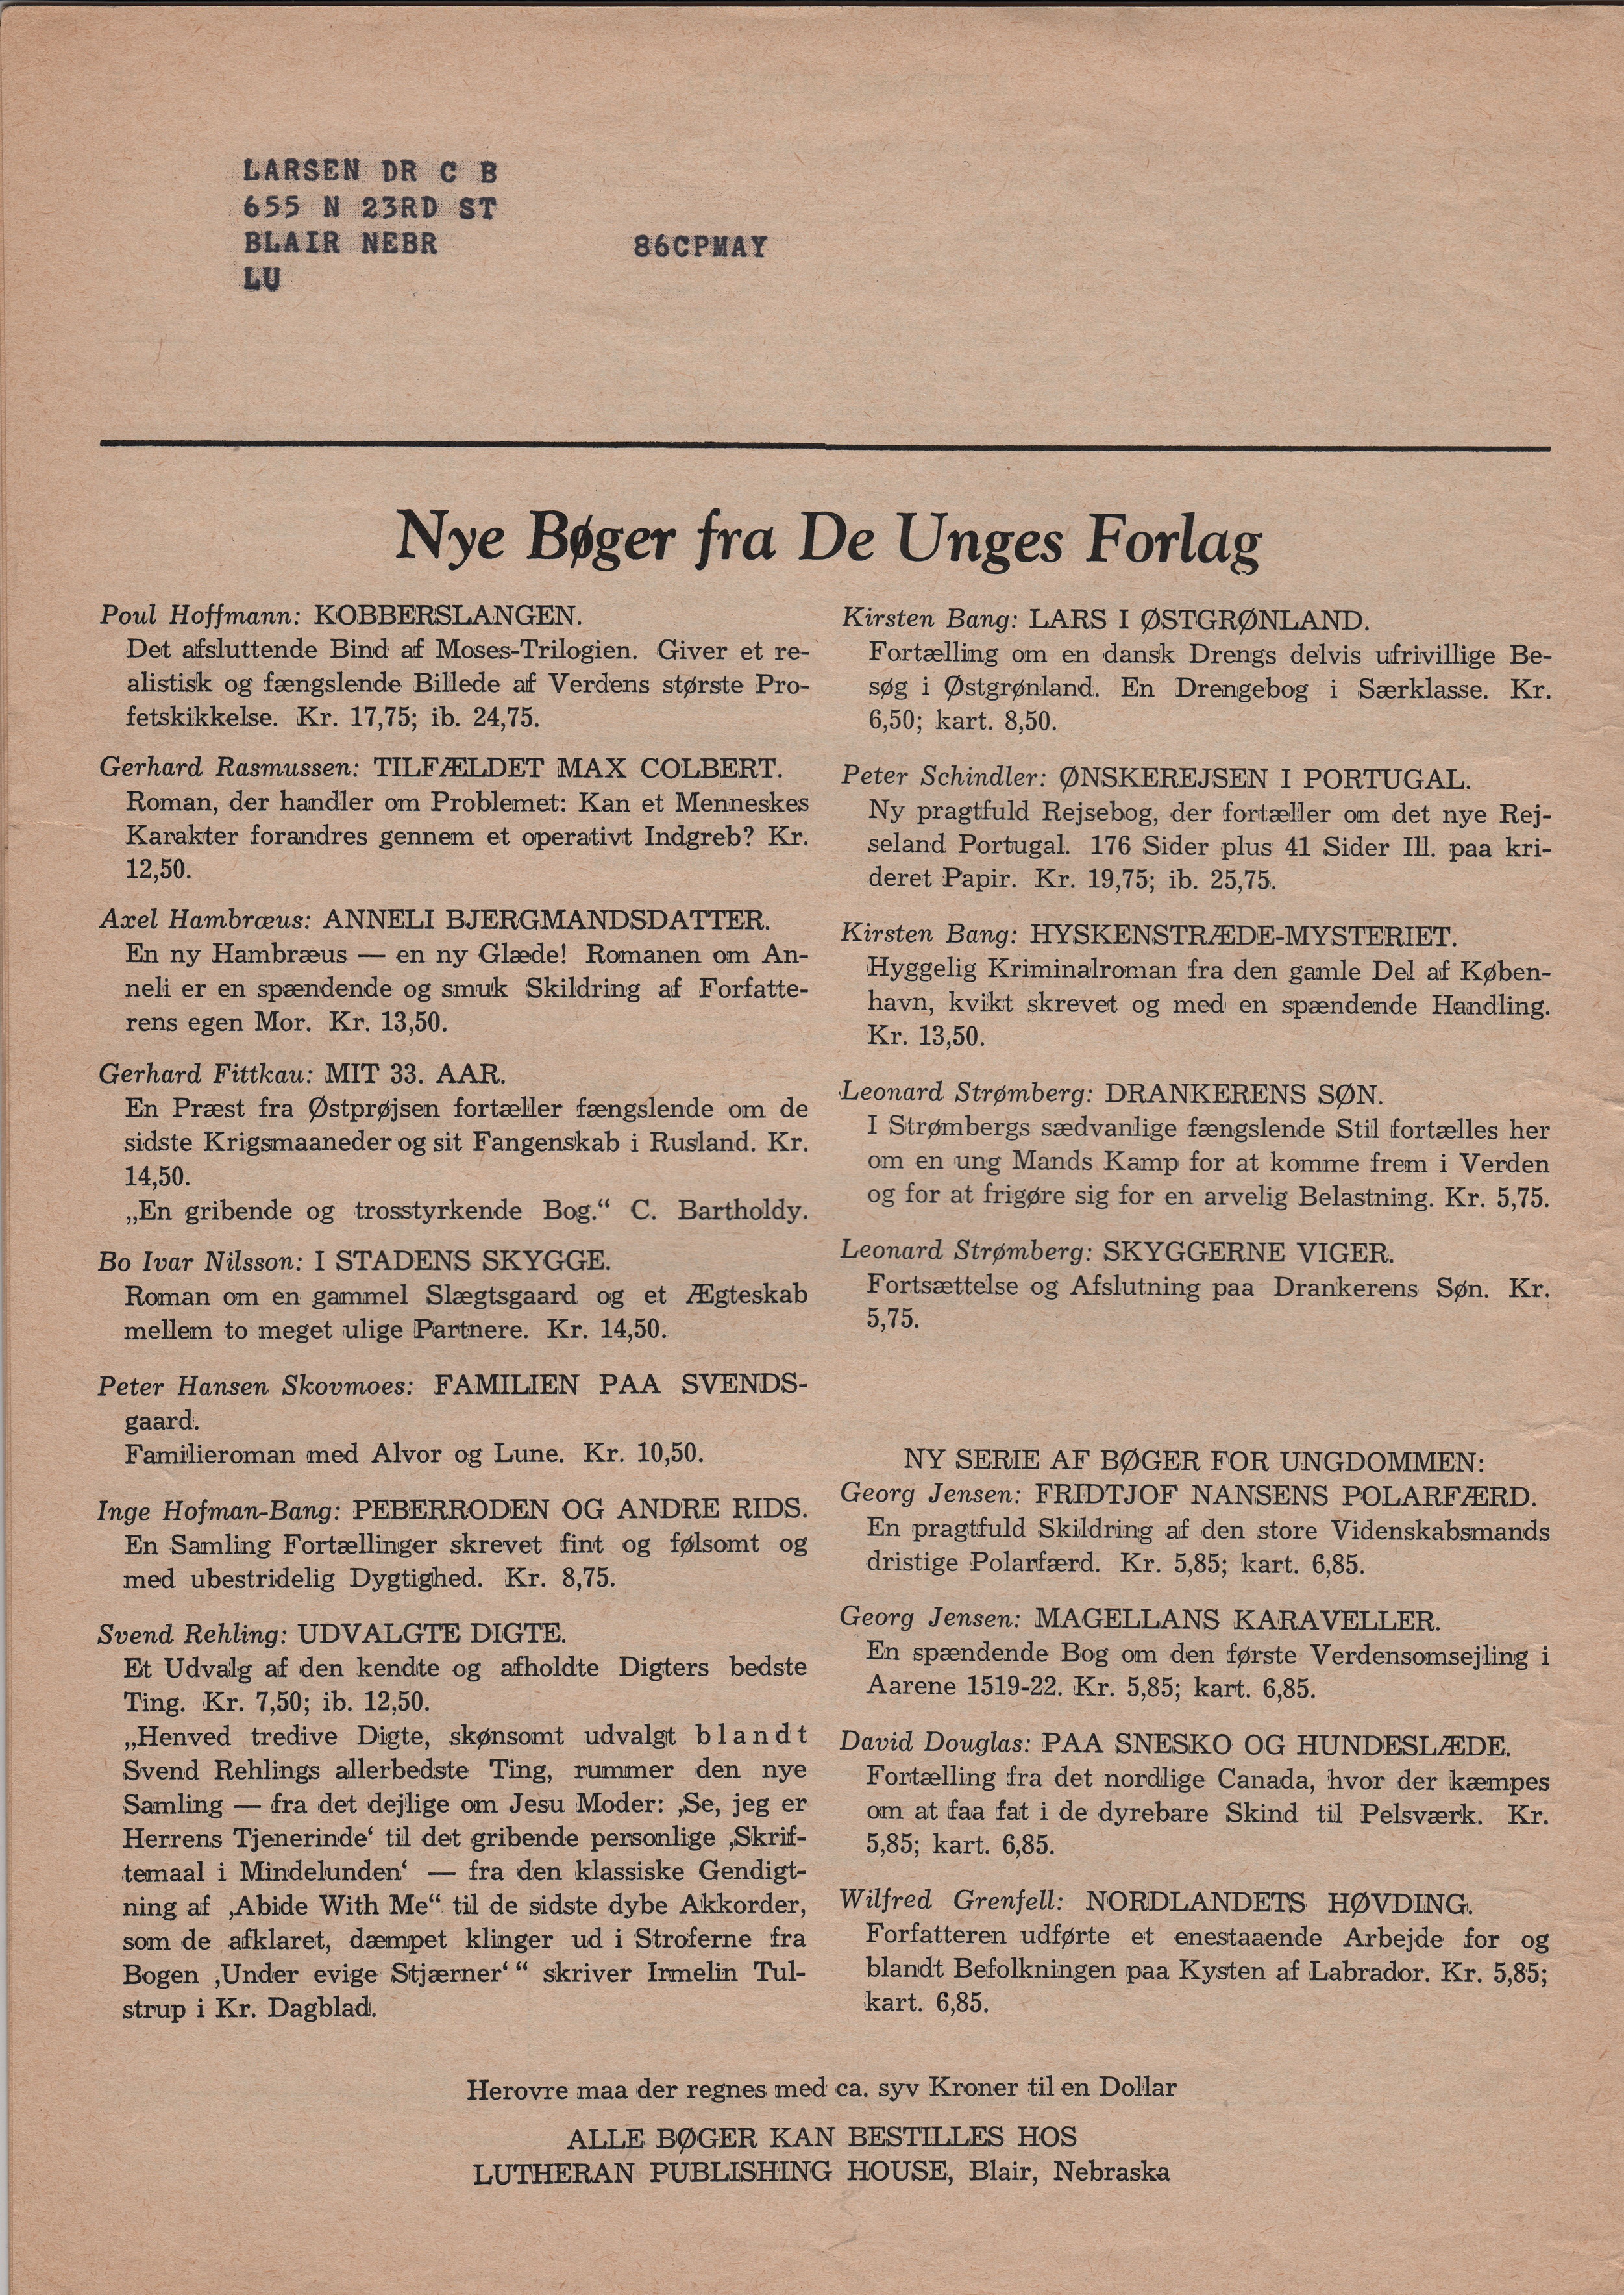 LARSEN DR C B
655 N 23RD ST
BLAIR NEBR 86CPMAY
LU
Nye Bøger fra De Unges Forlag
Poul Hoffmann: KOBBERSLANGEN.
Det afsluttende Bind af Moses-Trilogien. Giver et re-
alistisk og fængslende Billede af Verdens største Pro-
fetskikkelse. Kr. 17,75; ib. 24,75.
Gerhard Rasmussen: TILFÆLDET MAX COLBERT.
Roman, der handler om Problemet: Kan et Menneskes
Karakter forandres gennem et operativt Indgreb? Kr.
12,50.
Axel Hambræus: ANNELI BJERGMANDSDATTER.
En ny Hambræus — en ny Glæde! Romanen om An-
neli er en spændende og smuk Skildring af Forfatte-
rens egen Mor. Kr. 13,50.
Gerhard Fittkau: MIT 33. AAR.
En Præst fra Østprøjsen fortæller fængslende om de
sidste Krigsmaaneder og sit Fangenskab i Rusland. Kr.
14,50.
„En gribende og trosstyrkende Bog.“ C. Bartholdy.
Bo Ivar Nilsson: I STADENS SKYGGE.
Roman om en gammel Slægtsgaard og et Ægteskab
mellem to meget ulige Partnere. Kr. 14,50.
Peter Hansen Skovmoes: FAMILIEN PAA SVENDS-
gaard.
Familieroman med Alvor og Lune. Kr. 10,50.
Inge Hofman-Bang: PEBERRODEN OG ANDRE RIDS.
En Samling Fortællinger skrevet fint og følsomt og
med ubestridelig Dygtighed. Kr. 8,75.
Svend Rehling: UDVALGTE DIGTE.
Et Udvalg af den kendte og afholdte Digters bedste
Ting. Kr. 7,50; ib. 12,50.
„Henved tredive Digte, skønsomt udvalgt blandt
Svend Rehlings allerbedste Ting, rummer den nye
Samling — fra det dejlige om Jesu Moder: ‚Se, jeg er
Herrens Tjenerinde‘ til det gribende personlige ‚Skrif-
temaal i Mindelunden‘ — fra den klassiske Gendigt-
ning af ‚Abide With Me“ til de sidste dybe Akkorder,
som de afklaret, dæmpet klinger ud i Stroferne fra
Bogen ‚Under evige Stjærner‘ “ skriver Irmelin Tul-
strup i Kr. Dagblad.
Kirsten Bang: LARS I ØSTGRØNLAND.
Fortælling om en dansk Drengs delvis ufrivillige Be-
søg i Østgrønland. En Drengebog i Særklasse. Kr.
6,50; kart. 8,50.
Peter Schindler: ØNSKEREJSEN I PORTUGAL.
Ny pragtfuld Rejsebog, der fortæller om det nye Rej-
seland Portugal. 176 Sider plus 41 Sider Ill. paa kri-
deret Papir. Kr. 19,75; ib. 25,75.
Kirsten Bang: HYSKENSTRÆDE-MYSTERIET.
Hyggelig Kriminalroman fra den gamle Del af Køben-
havn, kvikt skrevet og med en spændende Handling.
Kr. 13,50.
Leonard Strømberg: DRANKERENS SØN.
I Strømbergs sædvanlige fængslende Stil fortælles her
om en ung Mands Kamp for at komme frem i Verden
og for at frigøre sig for en arvelig Belastning. Kr. 5,75.
Leonard Strømberg: SKYGGERNE VIGER.
Fortsættelse og Afslutning paa Drankerens Søn. Kr.
5,75.
NY SERIE AF BØGER FOR UNGDOMMEN:
Georg Jensen: FRIDTJOF NANSENS POLARFÆRD.
En pragtfuld Skildring af den store Videnskabsmands
dristige Polarfærd. Kr. 5,85; kart. 6,85.
Georg Jensen: MAGELLANS KARAVELLER.
En spændende Bog om den første Verdensomsejling i
Aarene 1519-22. Kr. 5,85; kart. 6,85.
David Douglas: PAA SNESKO OG HUNDESLÆDE.
Fortælling fra det nordlige Canada, hvor der kæmpes
om at faa fat i de dyrebare Skind til Pelsværk. Kr.
5,85; kart. 6,85.
Wilfred Grenfell: NORDLANDETS HØVDING.
Forfatteren udførte et enestaaende Arbejde for og
blandt Befolkningen paa Kysten af Labrador. Kr. 5,85;
kart. 6,85.
Herovre maa der regnes med ca. syv Kroner til en Dollar
ALLE BØGER KAN BESTILLES HOS
LUTHERAN PUBLISHING HOUSE, Blair, Nebraska